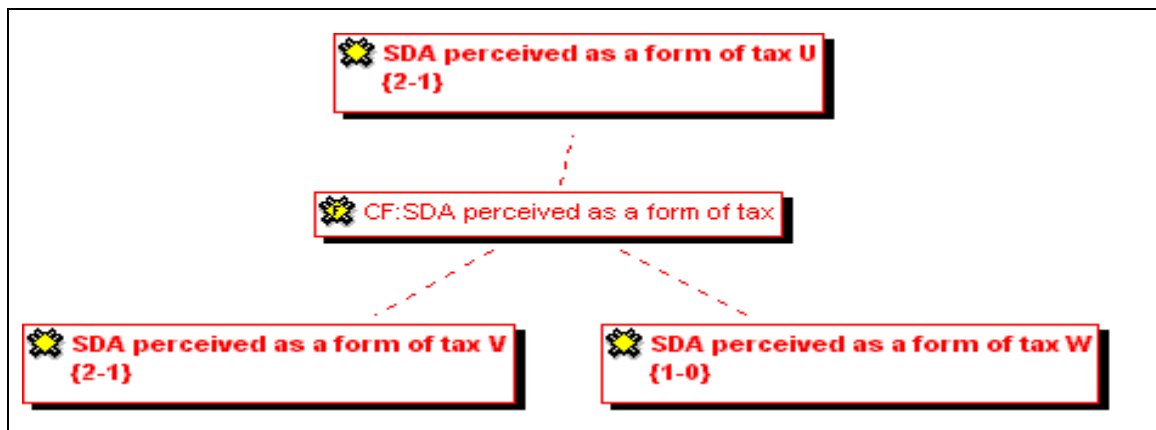 SDA perceived as a form of tax U
{2-1}
CF:SDA perceived as a form of tax
SDA perceived as a form of tax V
{2-1}
SDA perceived as a form of tax W
{1-0}